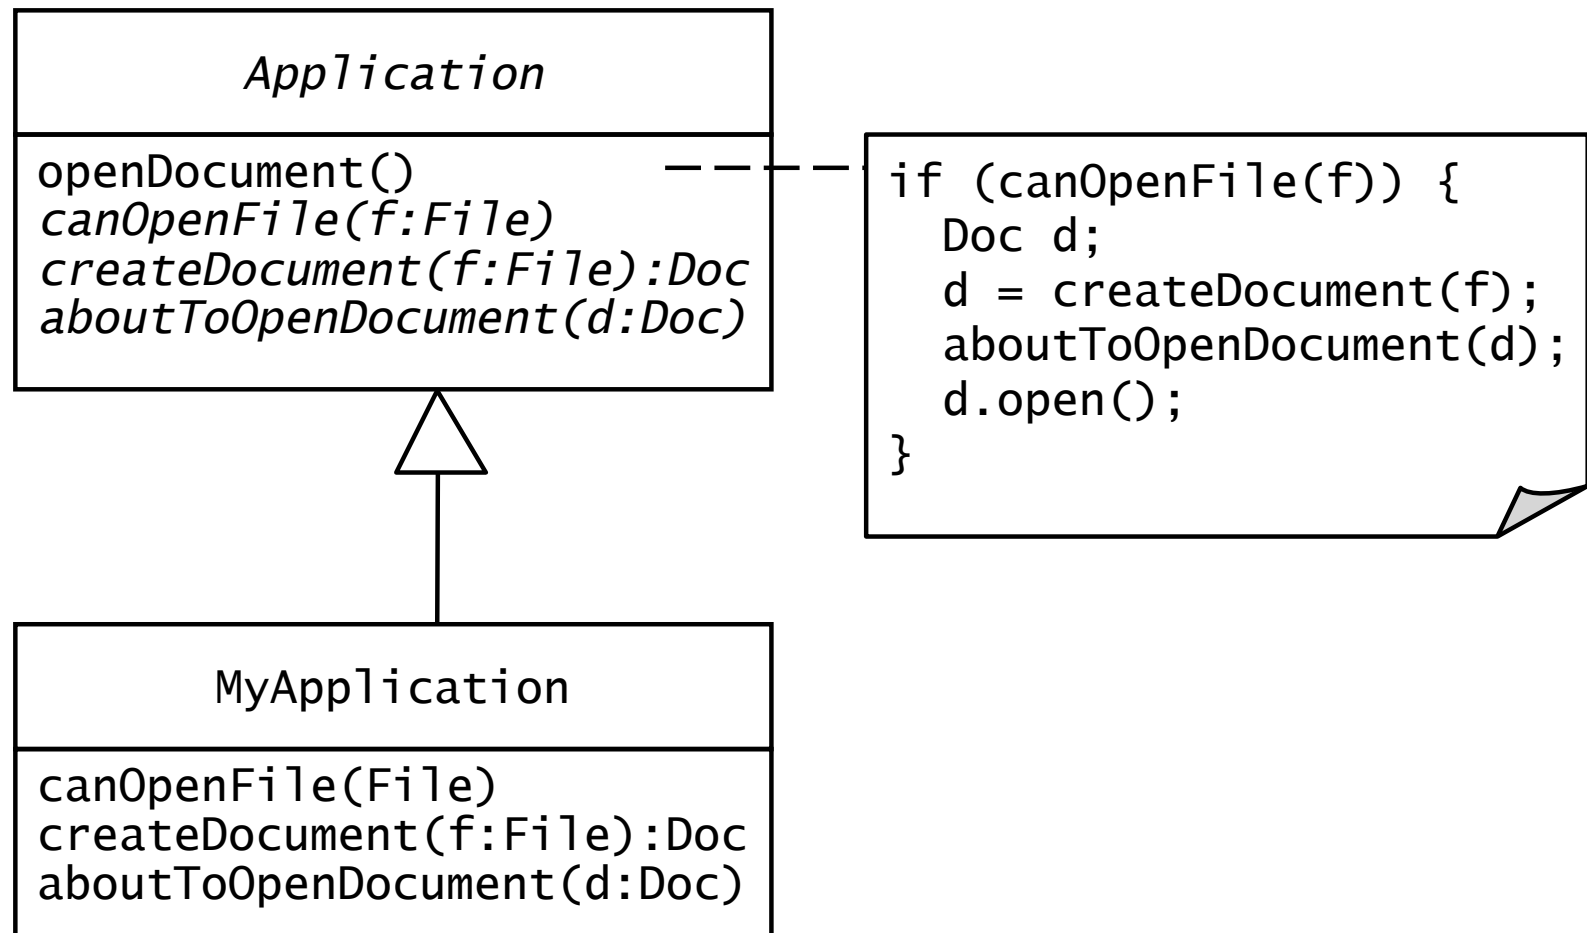 Application
openDocument()
canOpenFile(f:File)
createDocument(f:File):Doc
aboutToOpenDocument(d:Doc)
if (canOpenFile(f)) {
  Doc d;
  d = createDocument(f);
  aboutToOpenDocument(d);
  d.open();
}
MyApplication
canOpenFile(File)
createDocument(f:File):Doc
aboutToOpenDocument(d:Doc)